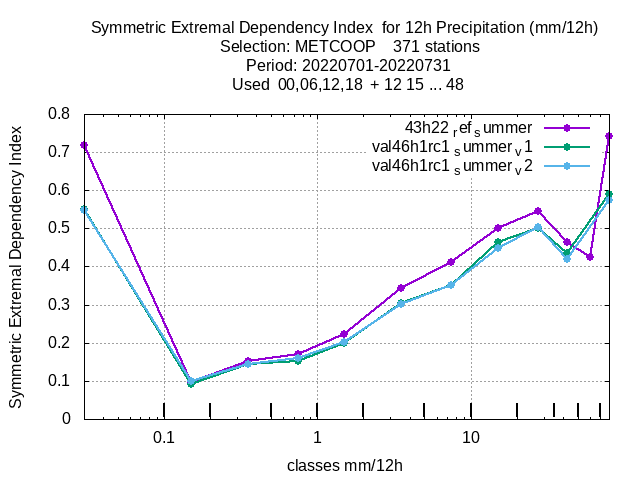 Symmetric Extremal Dependency Index  for 12h Precipitation (mm/12h)
Selection: METCOOP    371 stations
Period: 20220701-20220731
Used  00,06,12,18  + 12 15 ... 48
43h22 ref summer
val46h1rc1 summer v1
val46h1rc1 summer v2
Symmetric Extremal Dependency Index
0.8
0.7
0.6
0.5
0.4
0.3
0.2
0.1
0
0.1 1 10
classes mm/12h